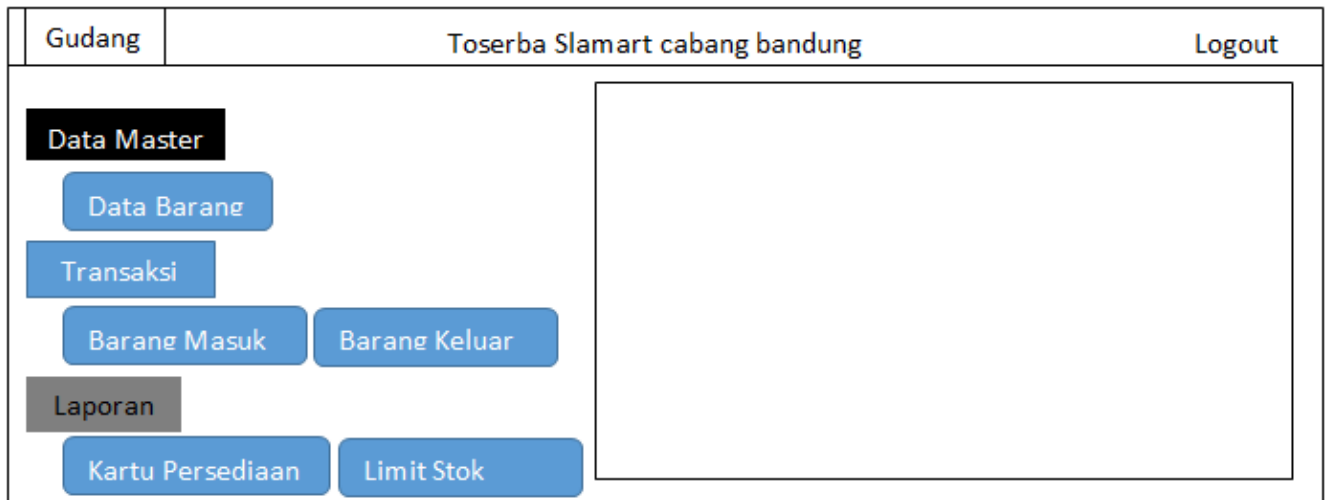 Gudang
Toserba Slamart cabang bandung
Logout
Data Master
Data Barang
Transaksi
Barang Masuk
Barang Keluar
Laporan
Kartu Persediaan
Limit Stok